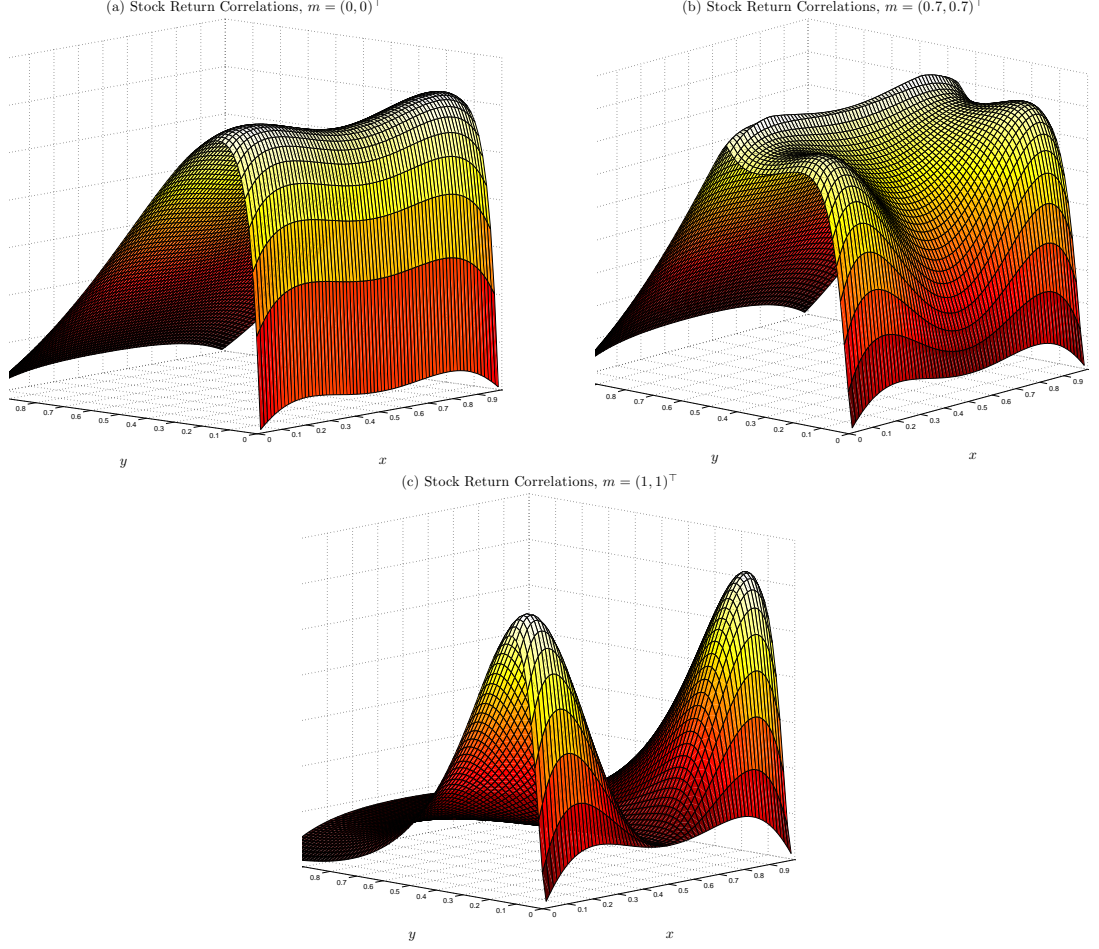 (a) Stock Return Correlations, m = (0, 0)⊤
0.8 0.7 0.6 0.5 0.4 0.3 0.2 0.1 0
0 0.1 0.2 0.3 0.4 0.5 0.6 0.7 0.8 0.9
y
x
(b) Stock Return Correlations, m = (0.7, 0.7)⊤
0.8 0.7 0.6 0.5 0.4 0.3 0.2 0.1 0
0 0.1 0.2 0.3 0.4 0.5 0.6 0.7 0.8 0.9
y
x
(c) Stock Return Correlations, m = (1, 1)⊤
0.8 0.7 0.6 0.5 0.4 0.3 0.2 0.1 0
0 0.1 0.2 0.3 0.4 0.5 0.6 0.7 0.8 0.9
y
x